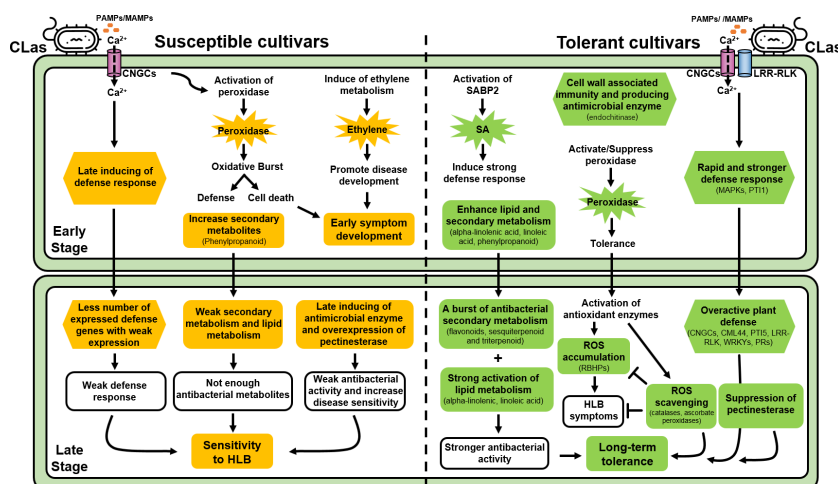 PAMPs/MAMPs
CLas
Ca²⁺
CNGCs
Ca²⁺
Susceptible cultivars
Activation of
peroxidase
Peroxidase
Oxidative Burst
Defense
Cell death
Induce of ethylene
metabolism
Ethylene
Promote disease
development
Early symptom
development
Late inducing of
defense response
Increase secondary
metabolites
(Phenylpropanoid)
Early
Stage
Tolerant cultivars
PAMPs/ /MAMPs
Ca²⁺
CLas
CNGCs
LRR-RLK
Ca²⁺
Activation of
SABP2
SA
Induce strong
defense response
Enhance lipid and
secondary metabolism
(alpha-linolenic acid, linoleic
acid, phenylpropanoid)
Cell wall associated
immunity and producing
antimicrobial enzyme
(endochitinase)
Activate/Suppress
peroxidase
Peroxidase
Tolerance
Rapid and stronger
defense response
(MAPKs, PTI1)
Less number of
expressed defense
genes with weak
expression
Weak defense
response
Weak secondary
metabolism and lipid
metabolism
Not enough
antibacterial metabolites
Late inducing of
antimicrobial enzyme
and overexpression of
pectinesterase
Weak antibacterial
activity and increase
disease sensitivity
Sensitivity
to HLB
Late
Stage
A burst of antibacterial
secondary metabolism
(flavonoids, sesquiterpenoid
and triterpenoid)
+
Strong activation of
lipid metabolism
(alpha-linolenic, linoleic acid)
Stronger antibacterial
activity
Activation of
antioxidant enzymes
ROS
accumulation
(RBHPs)
HLB
symptoms
ROS
scavenging
(catalases, ascorbate
peroxidases)
Overactive plant
defense
(CNGCs, CML44, PTI5, LRR-
RLK, WRKYs, PRs)
Suppression of
pectinesterase
Long-term
tolerance